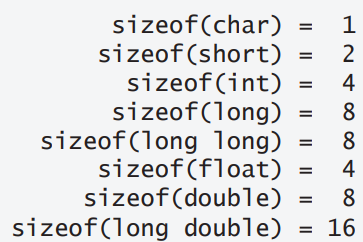 sizeof(char) = 1
sizeof(short) = 2
sizeof(int) = 4
sizeof(long) = 8
sizeof(long long) = 8
sizeof(float) = 4
sizeof(double) = 8
sizeof(long double) = 16